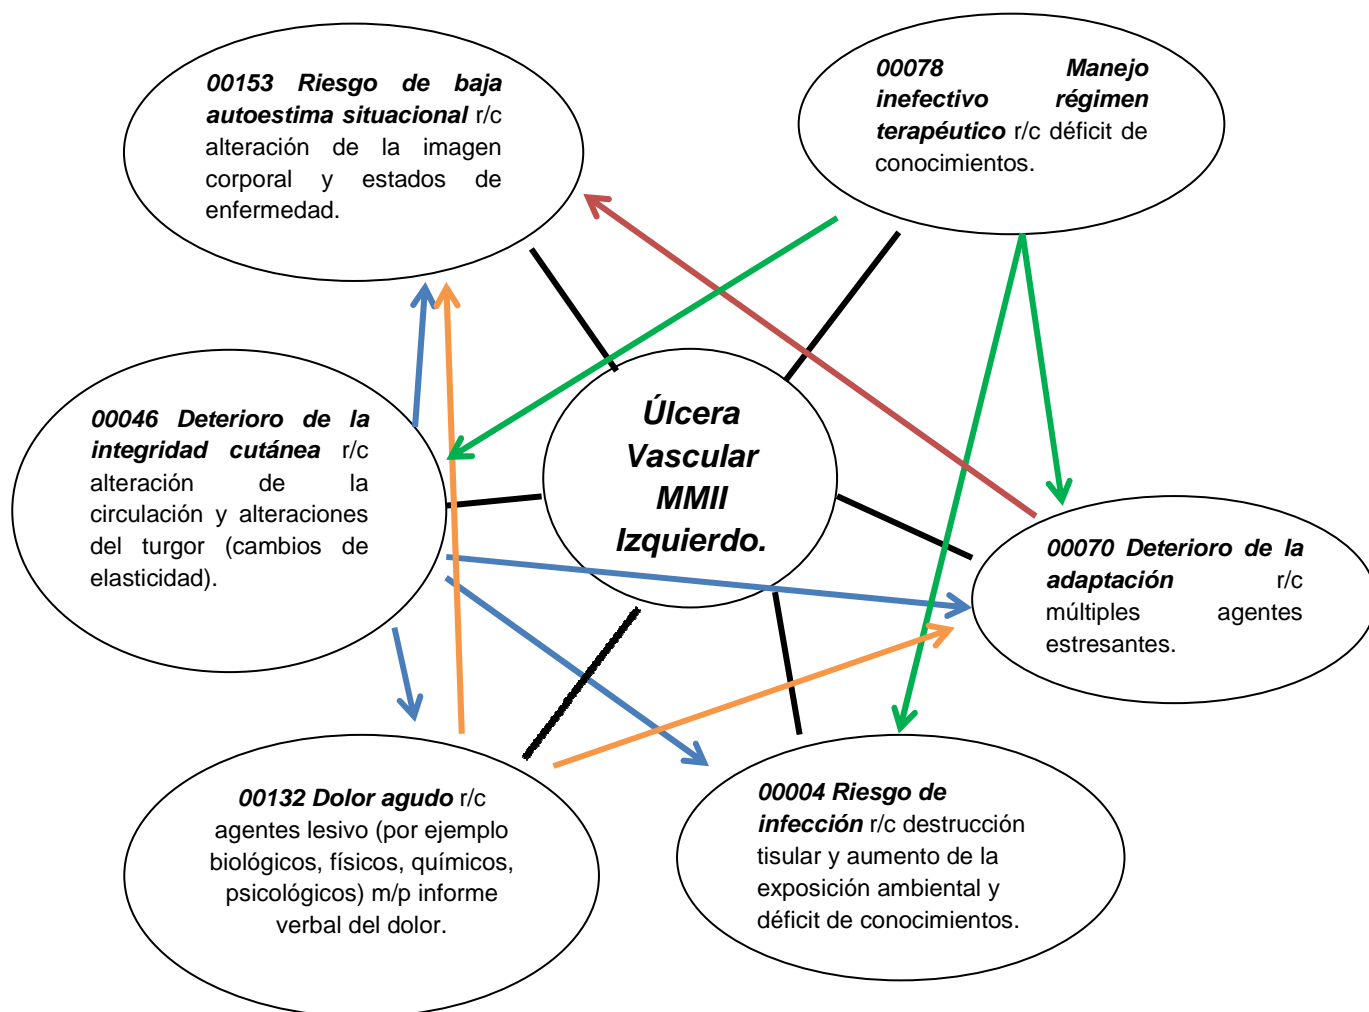 00153 Riesgo de baja
autoestima situacional r/c
alteración de la imagen
corporal y estados de
enfermedad.
00078 Manejo
inefectivo régimen
terapéutico r/c déficit de
conocimientos.
Úlcera
Vascular
MMII
Izquierdo.
00046 Deterioro de la
integridad cutánea r/c
alteración de la
circulación y alteraciones
del turgor (cambios de
elasticidad).
00070 Deterioro de la
adaptación r/c
múltiples agentes
estresantes.
00132 Dolor agudo r/c
agentes lesivo (por ejemplo
biológicos, físicos, químicos,
psicológicos) m/p informe
verbal del dolor.
00004 Riesgo de
infección r/c destrucción
tisular y aumento de la
exposición ambiental y
déficit de conocimientos.